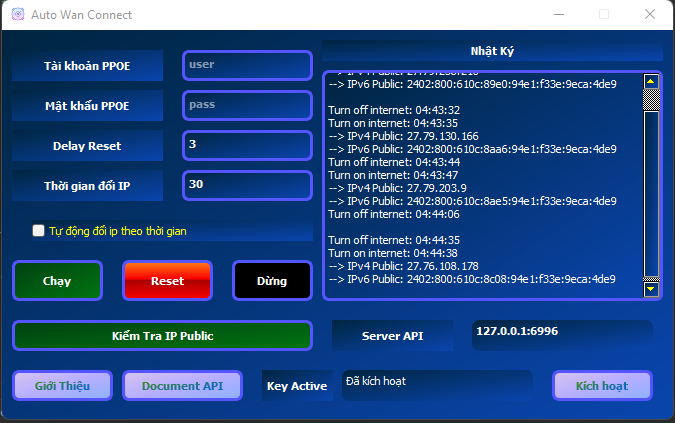 Auto Wan Connect
Tài khoản PPOE
user
Mật khẩu PPOE
pass
Delay Reset
3
Thời gian đổi IP
30
Tự động đổi ip theo thời gian
Chạy
Reset
Dừng
Nhật Ký
--> IPv6 Public: 2402:800:610c:89e0:94e1:f33e:9eca:4de9
Turn off internet: 04:43:32
Turn on internet: 04:43:35
--> IPv4 Public: 27.79.130.166
--> IPv6 Public: 2402:800:610c:8aa6:94e1:f33e:9eca:4de9
Turn off internet: 04:43:44
Turn on internet: 04:43:47
--> IPv4 Public: 27.79.203.9
--> IPv6 Public: 2402:800:610c:8ae5:94e1:f33e:9eca:4de9
Turn off internet: 04:44:06
Turn off internet: 04:44:35
Turn on internet: 04:44:38
--> IPv4 Public: 27.76.108.178
--> IPv6 Public: 2402:800:610c:8c08:94e1:f33e:9eca:4de9
Kiểm Tra IP Public
Server API
127.0.0.1:6996
Giới Thiệu
Document API
Key Active
Đã kích hoạt
Kích hoạt